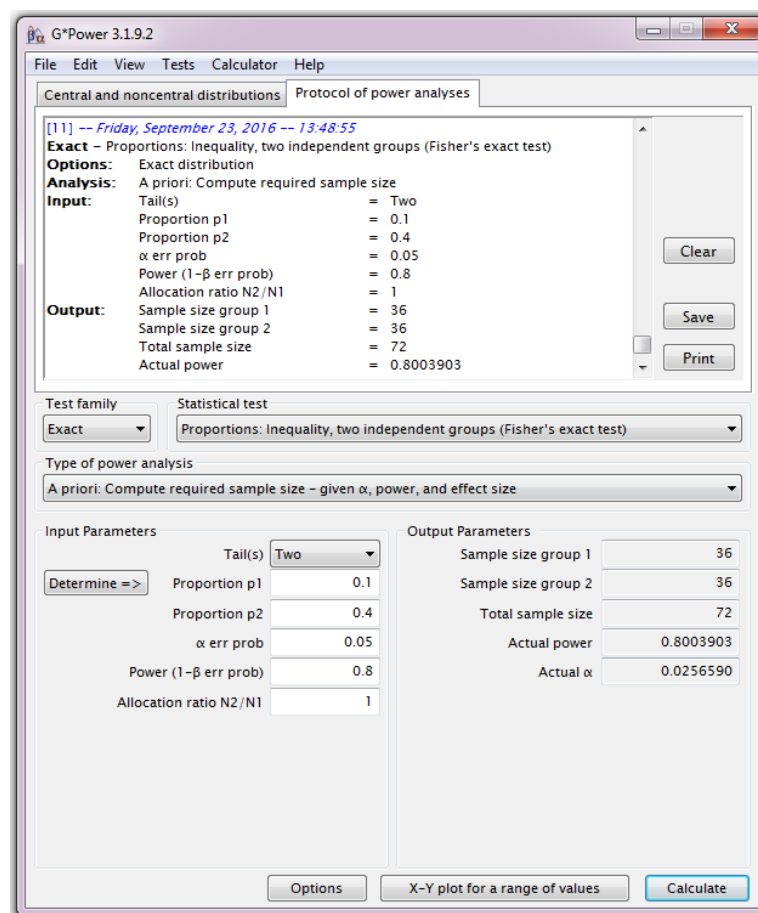 G*Power 3.1.9.2
File Edit View Tests Calculator Help
Central and noncentral distributions Protocol of power analyses
[11] -- Friday, September 23, 2016 -- 13:48:55
Exact – Proportions: Inequality, two independent groups (Fisher's exact test)
Options: Exact distribution
Analysis: A priori: Compute required sample size
Input: Tail(s) = Two
Proportion p1 = 0.1
Proportion p2 = 0.4
α err prob = 0.05
Power (1-β err prob) = 0.8
Allocation ratio N2/N1 = 1
Output: Sample size group 1 = 36
Sample size group 2 = 36
Total sample size = 72
Actual power = 0.8003903
Clear
Save
Print
Test family Statistical test
Exact Proportions: Inequality, two independent groups (Fisher's exact test)
Type of power analysis
A priori: Compute required sample size – given α, power, and effect size
Input Parameters
Tail(s) Two
Determine => Proportion p1 0.1
Proportion p2 0.4
α err prob 0.05
Power (1-β err prob) 0.8
Allocation ratio N2/N1 1
Output Parameters
Sample size group 1 36
Sample size group 2 36
Total sample size 72
Actual power 0.8003903
Actual α 0.0256590
Options X-Y plot for a range of values Calculate